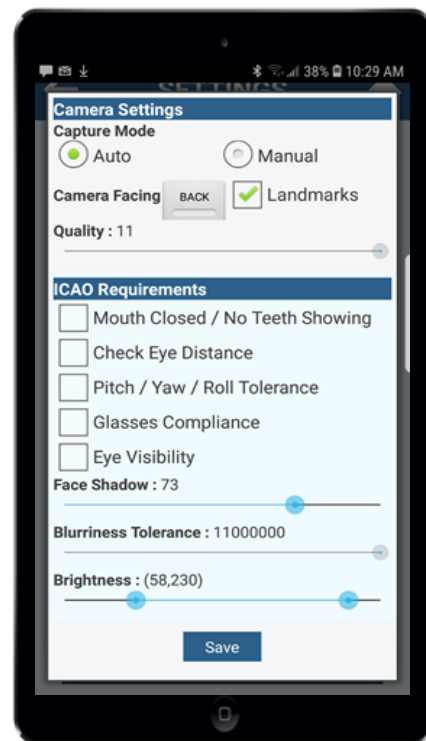 38% 10:29 AM
SETTINGS
Camera Settings
Capture Mode
Auto Manual
Camera Facing BACK Landmarks
Quality : 11
ICAO Requirements
Mouth Closed / No Teeth Showing
Check Eye Distance
Pitch / Yaw / Roll Tolerance
Glasses Compliance
Eye Visibility
Face Shadow : 73
Blurriness Tolerance : 11000000
Brightness : (58,230)
Save